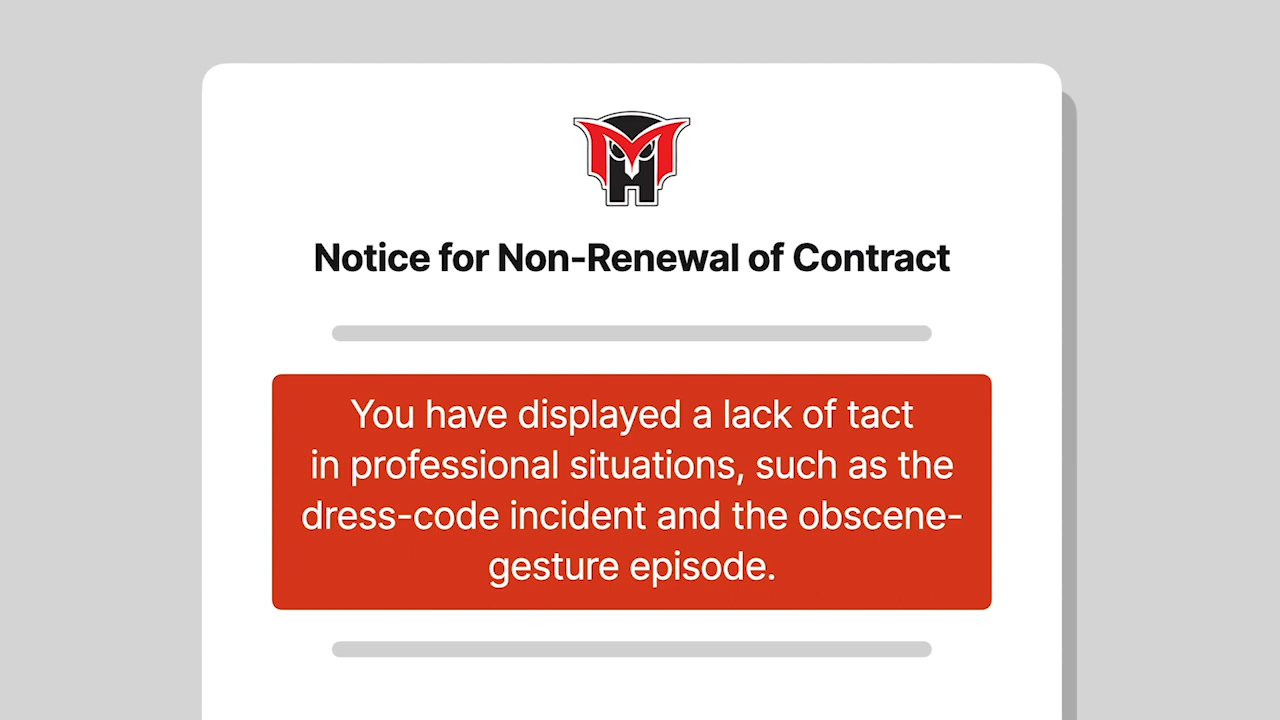 Notice for Non-Renewal of Contract
You have displayed a lack of tact
in professional situations, such as the
dress-code incident and the obscene-
gesture episode.